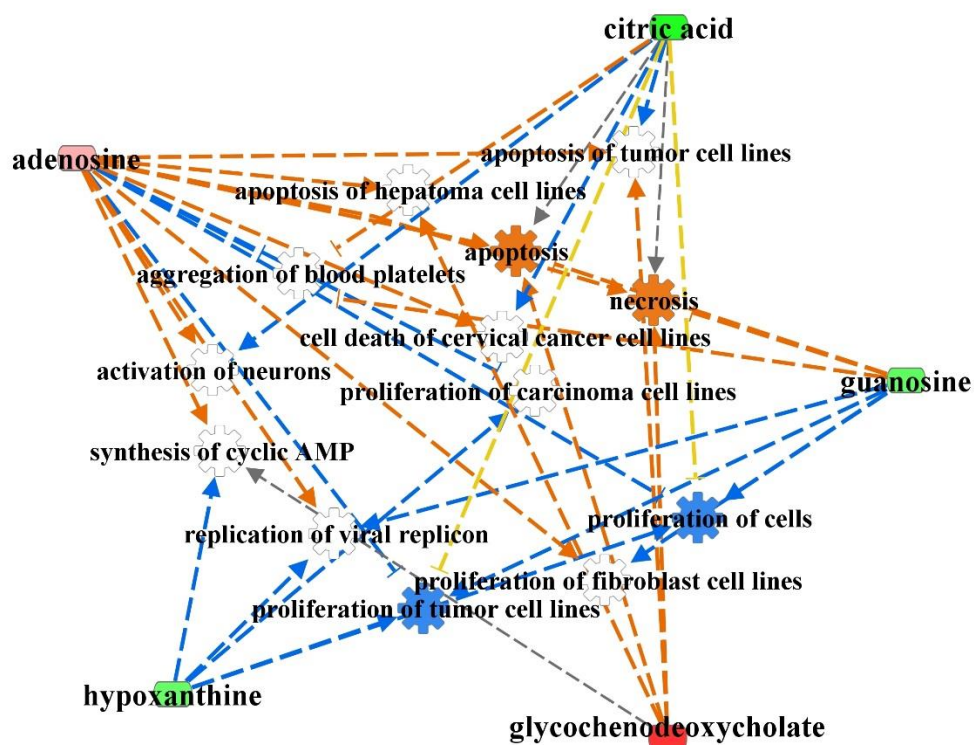 citric acid
adenosine
apoptosis of tumor cell lines
apoptosis of hepatoma cell lines
apoptosis
aggregation of blood platelets
necrosis
cell death of cervical cancer cell lines
activation of neurons
proliferation of carcinoma cell lines
guanosine
synthesis of cyclic AMP
replication of viral replicon
proliferation of cells
proliferation of fibroblast cell lines
proliferation of tumor cell lines
hypoxanthine
glycochenodeoxycholate